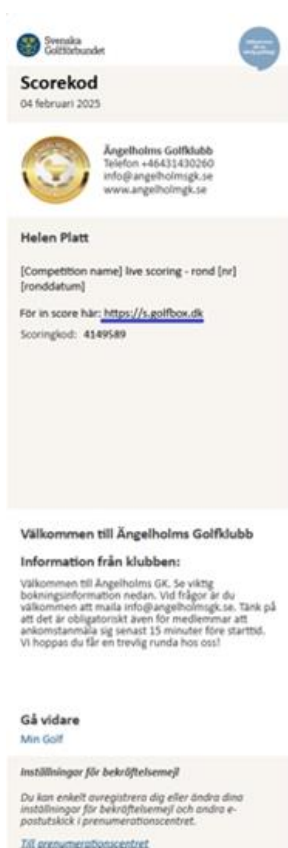 Svenska
Golfförbundet
Scorekod
04 februari 2025
Ängelholms Golfklubb
Telefon +46431430260
info@angelholmsgk.se
www.angelholmgk.se
Helen Platt
[Competition name] live scoring - rond [nr]
[ronddatum]
För in score här: https://s.golfbox.dk
Scoringkod: 4149589
Välkommen till Ängelholms Golfklubb
Information från klubben:
Välkommen till Ängelholms GK. Se viktig
bokningsinformation nedan. Vid frågor är du
välkommen att maila info@angelholmsgk.se. Tänk på
att det är obligatoriskt även för medlemmar att
ankomstanmäla sig senast 15 minuter före starttid.
Vi hoppas du får en trevlig runda hos oss!
Gå vidare
Min Golf
Inställningar för bekräftelsemejl
Du kan enkelt avregistrera dig eller ändra dina
inställningar för bekräftelsemejl och andra e-
postutskick i prenumerationscentret.
Till prenumerationscentret